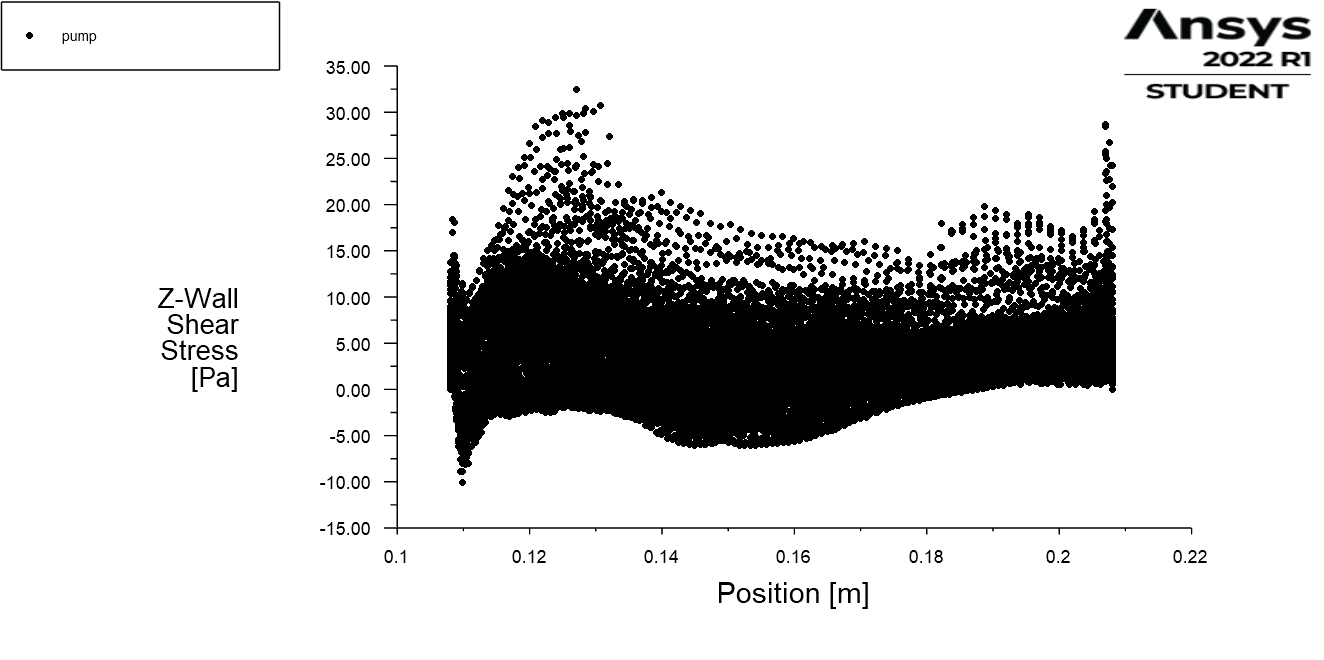 pump
Ansys
2022 R1
STUDENT
35.00
30.00
25.00
20.00
15.00
10.00
5.00
0.00
-5.00
-10.00
-15.00
Z-Wall
Shear
Stress
[Pa]
0.1 0.12 0.14 0.16 0.18 0.2 0.22
Position [m]